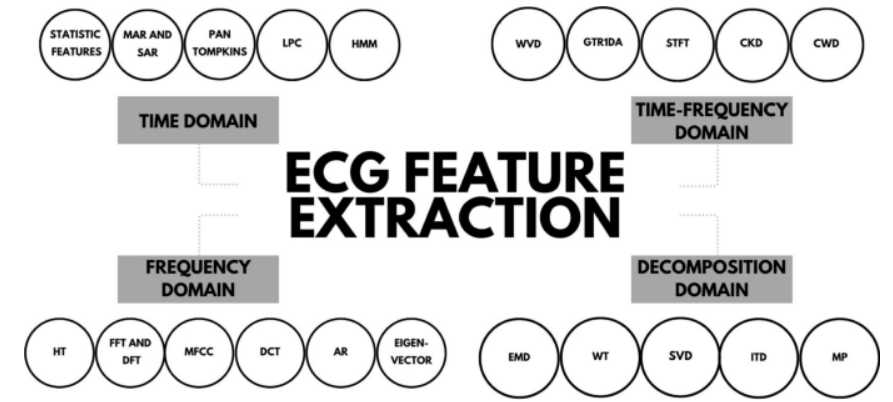 STATISTIC
FEATURES
MAR AND
SAR
PAN
TOMPKINS
LPC
HMM
WVD
GTR1DA
STFT
CKD
CWD
TIME DOMAIN
TIME-FREQUENCY
DOMAIN
ECG FEATURE
EXTRACTION
FREQUENCY
DOMAIN
DECOMPOSITION
DOMAIN
HT
FFT AND
DFT
MFCC
DCT
AR
EIGEN-
VECTOR
EMD
WT
SVD
ITD
MP